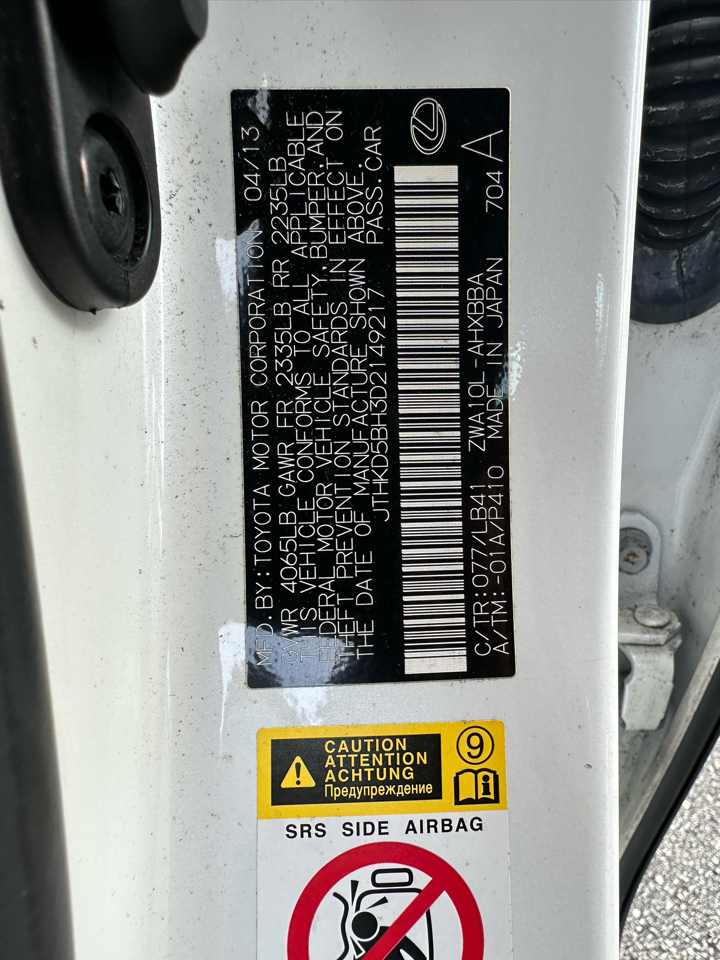 MFD.BY:TOYOTA MOTOR CORPORATION 04/13
GVWR 4065LB GAWR FR 2335LB RR 2235LB
THIS VEHICLE CONFORMS TO ALL APPLICABLE
FEDERAL MOTOR VEHICLE SAFETY, BUMPER, AND
THEFT PREVENTION STANDARDS IN EFFECT ON
THE DATE OF MANUFACTURE SHOWN ABOVE.
JTHKD5BH3D2149217 PASS.CAR
C/TR:077/LB41 ZWA10L -AHXBBA 704 A
A/TM:-01A/P410 MADE IN JAPAN
CAUTION
ATTENTION
ACHTUNG
Предупреждение
9
SRS SIDE AIRBAG